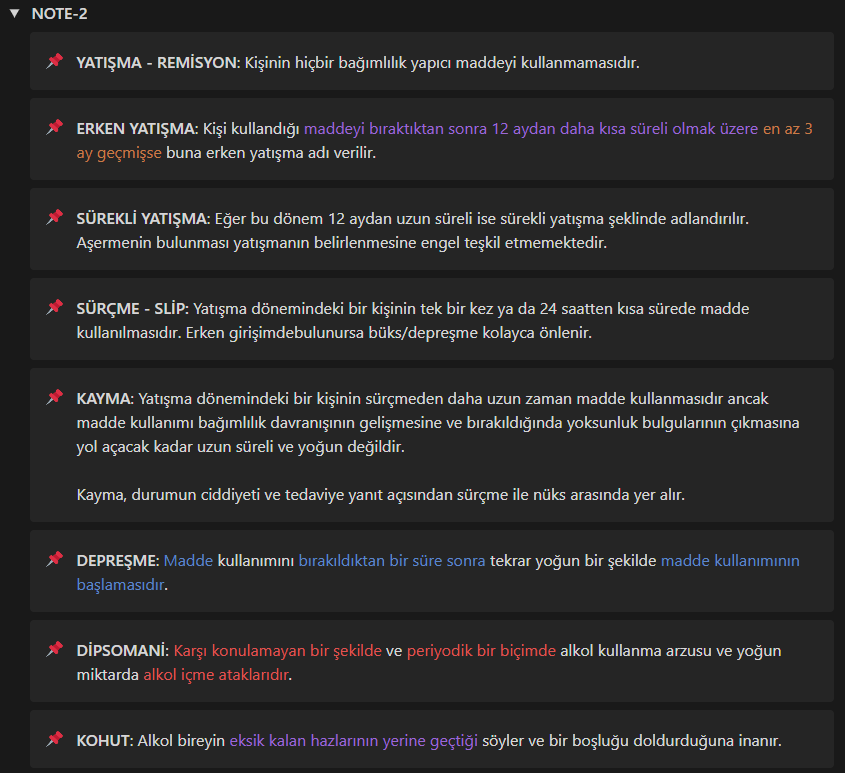 NOTE-2
YATIŞMA - REMİSYON: Kişinin hiçbir bağımlılık yapıcı maddeyi kullanmamasıdır.
ERKEN YATIŞMA: Kişi kullandığı maddeyi bıraktıktan sonra 12 aydan daha kısa süreli olmak üzere en az 3
ay geçmişse buna erken yatışma adı verilir.
SÜREKLİ YATIŞMA: Eğer bu dönem 12 aydan uzun süreli ise sürekli yatışma şeklinde adlandırılır.
Aşermenin bulunması yatışmanın belirlenmesine engel teşkil etmemektedir.
SÜRÇME - SLİP: Yatışma dönemindeki bir kişinin tek bir kez ya da 24 saatten kısa sürede madde
kullanılmasıdır. Erken girişimdebulunursa büks/depreşme kolayca önlenir.
KAYMA: Yatışma dönemindeki bir kişinin sürçmeden daha uzun zaman madde kullanmasıdır ancak
madde kullanımı bağımlılık davranışının gelişmesine ve bırakıldığında yoksunluk bulgularının çıkmasına
yol açacak kadar uzun süreli ve yoğun değildir.
Kayma, durumun ciddiyeti ve tedaviye yanıt açısından sürçme ile nüks arasında yer alır.
DEPREŞME: Madde kullanımını bırakıldıktan bir süre sonra tekrar yoğun bir şekilde madde kullanımının
başlamasıdır.
DİPSOMANİ: Karşı konulamayan bir şekilde ve periyodik bir biçimde alkol kullanma arzusu ve yoğun
miktarda alkol içme ataklarıdır.
KOHUT: Alkol bireyin eksik kalan hazlarının yerine geçtiği söyler ve bir boşluğu doldurduğuna inanır.